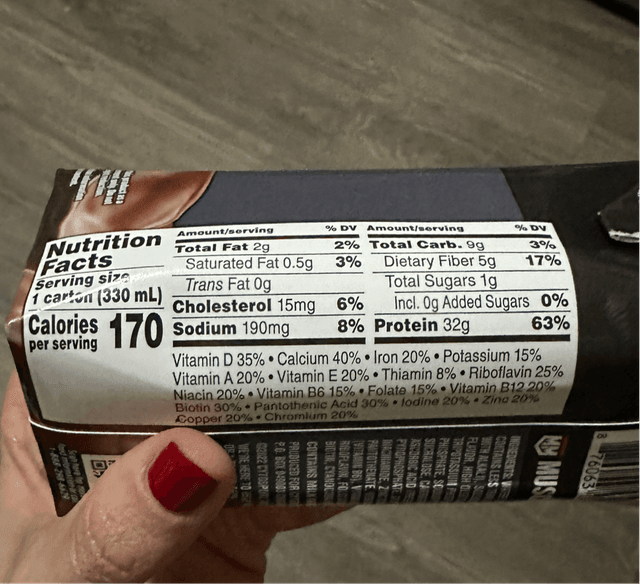 Nutrition
Facts
Serving size
1 carton (330 mL)
Calories 170
per serving
Amount/serving % DV
Total Fat 2g 2%
Saturated Fat 0.5g 3%
Trans Fat 0g
Cholesterol 15mg 6%
Sodium 190mg 8%
Amount/serving % DV
Total Carb. 9g 3%
Dietary Fiber 5g 17%
Total Sugars 1g
Incl. 0g Added Sugars 0%
Protein 32g 63%
Vitamin D 35% • Calcium 40% • Iron 20% • Potassium 15%
Vitamin A 20% • Vitamin E 20% • Thiamin 8% • Riboflavin 25%
Niacin 20% • Vitamin B6 15% • Folate 15% • Vitamin B12 20%
Biotin 30% • Pantothenic Acid 30% • Iodine 20% • Zinc 20%
Copper 20% • Chromium 20%
MUS